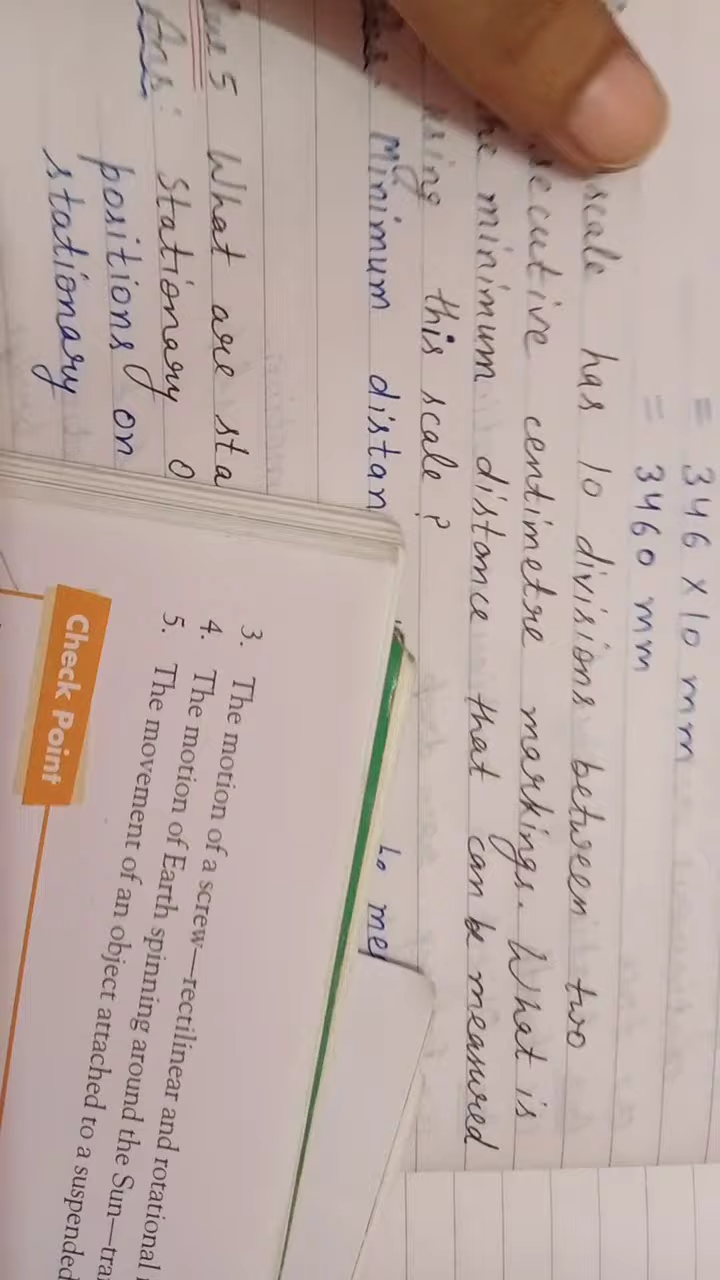 = 346 x 10 mm
= 3460 mm
scale has 10 divisions between two
centimetre markings. What is
minimum distance that can be measured
this scale?
Minimum distan
to me
5 What are sta
Ans: Stationary o
positions on
stationary
3. The motion of a screw—rectilinear and rotational
4. The motion of Earth spinning around the Sun—tra
5. The movement of an object attached to a suspended
Check Point